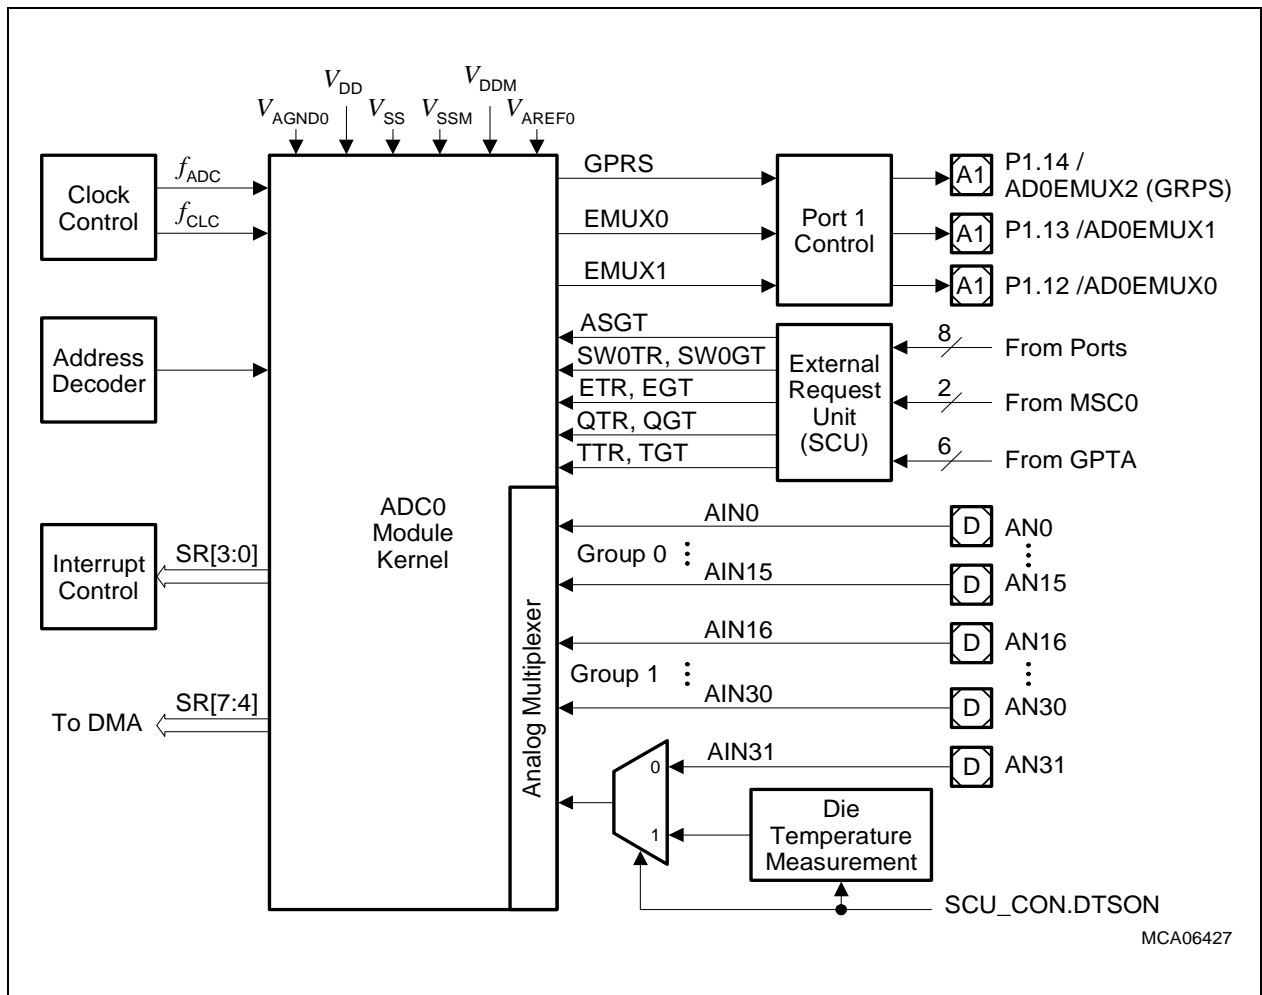 V_DD
V_DDM
V_AGND0
V_SS
V_SSM
V_AREF0
Clock
Control
f_ADC
f_CLC
GPRS
EMUX0
EMUX1
Port 1
Control
A1
P1.14 /
AD0EMUX2 (GRPS)
A1
P1.13 /AD0EMUX1
A1
P1.12 /AD0EMUX0
Address
Decoder
ASGT
SW0TR, SW0GT
ETR, EGT
QTR, QGT
TTR, TGT
External
Request
Unit
(SCU)
8
From Ports
2
From MSC0
6
From GPTA
ADC0
Module
Kernel
Interrupt
Control
SR[3:0]
To DMA
SR[7:4]
Analog Multiplexer
AIN0
D
AN0
Group 0
AIN15
D
AN15
AIN16
D
AN16
Group 1
AIN30
D
AN30
AIN31
D
AN31
0
1
Die
Temperature
Measurement
SCU_CON.DTSON
MCA06427